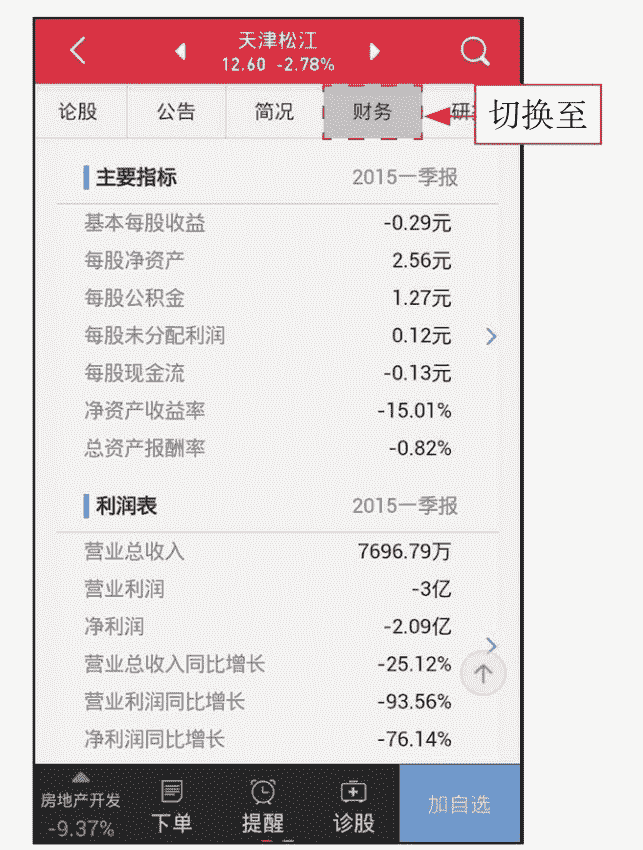 天津松江
12.60 -2.78%
论股 公告 简况 财务 研
切换至
主要指标 2015一季报
基本每股收益 -0.29元
每股净资产 2.56元
每股公积金 1.27元
每股未分配利润 0.12元
每股现金流 -0.13元
净资产收益率 -15.01%
总资产报酬率 -0.82%
利润表 2015一季报
营业总收入 7696.79万
营业利润 -3亿
净利润 -2.09亿
营业总收入同比增长 -25.12%
营业利润同比增长 -93.56%
净利润同比增长 -76.14%
房地产开发
-9.37%
下单 提醒 诊股 加自选